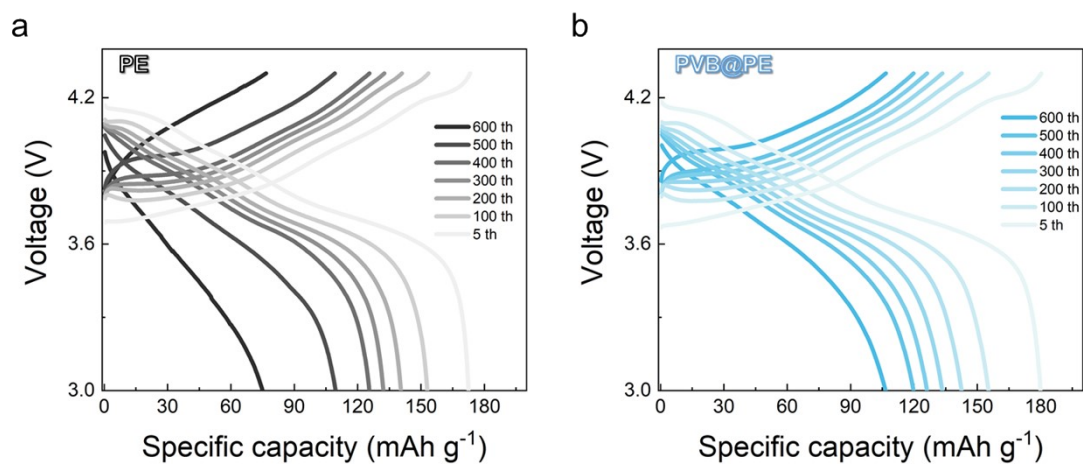 a
PE
4.2
3.6
3.0
Voltage (V)
600 th
500 th
400 th
300 th
200 th
100 th
5 th
0 30 60 90 120 150 180
Specific capacity (mAh g⁻¹)
b
PVB@PE
4.2
3.6
3.0
Voltage (V)
600 th
500 th
400 th
300 th
200 th
100 th
5 th
0 30 60 90 120 150 180
Specific capacity (mAh g⁻¹)